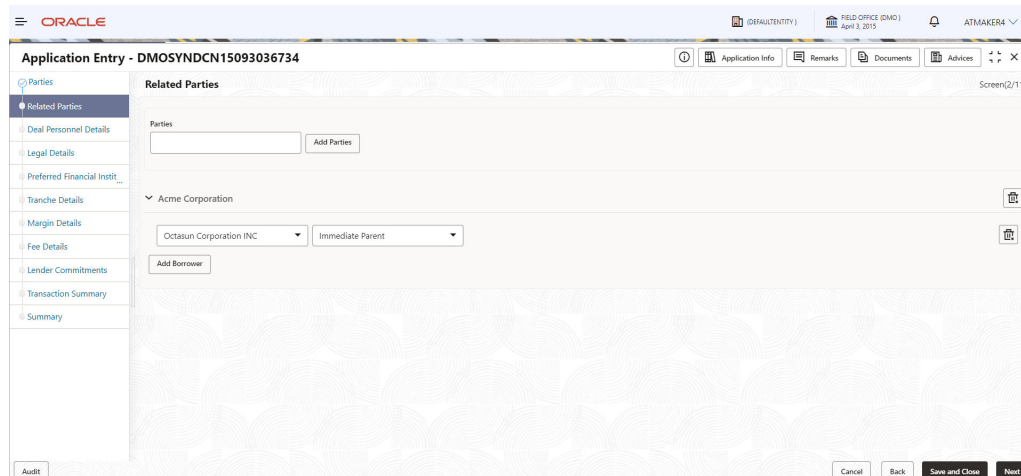 ORACLE
(DEFAULTENTITY )
FIELD OFFICE (DMO )
April 3, 2015
ATMAKER4
Application Entry - DMOSYNDCN15093036734
Application Info
Remarks
Documents
Advices
Parties
Related Parties
Deal Personnel Details
Legal Details
Preferred Financial Instit...
Tranche Details
Margin Details
Fee Details
Lender Commitments
Transaction Summary
Summary
Related Parties
Screen(2/11
Parties
Add Parties
Acme Corporation
Octasun Corporation INC
Immediate Parent
Add Borrower
Audit
Cancel
Back
Save and Close
Next